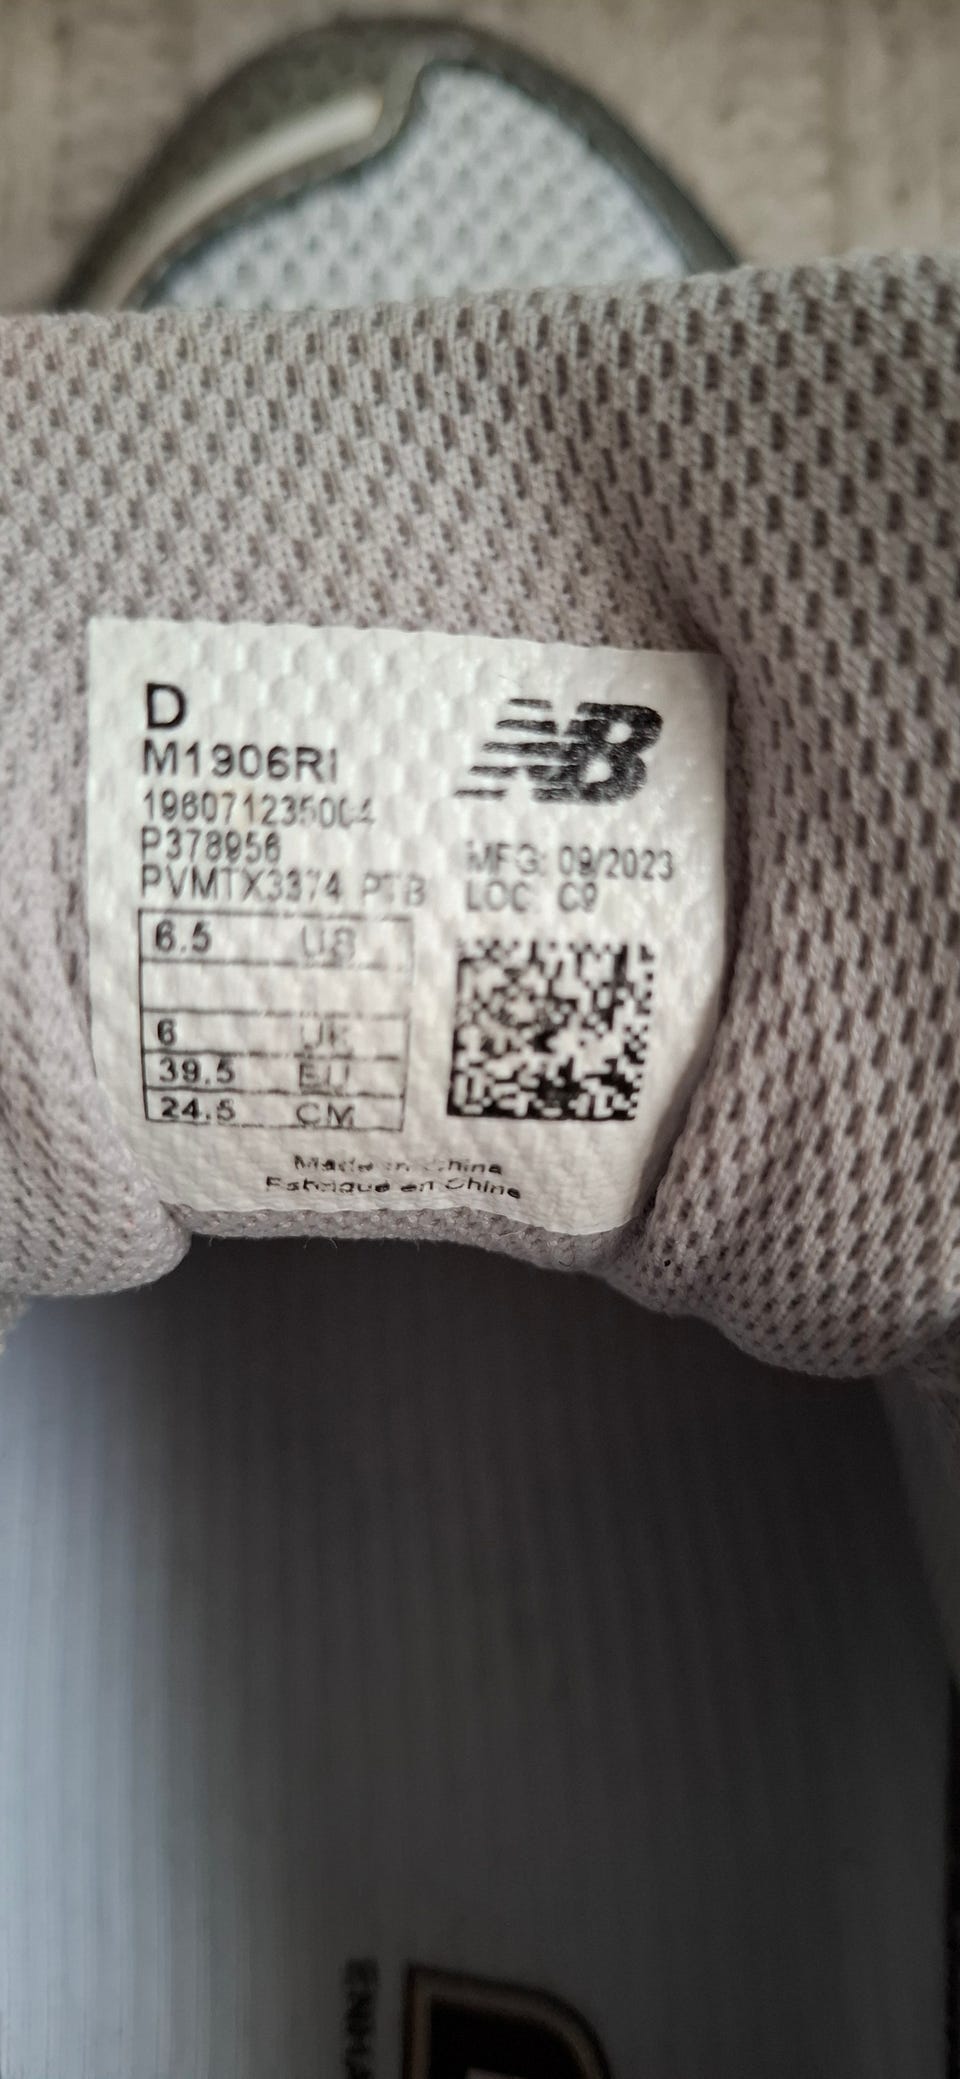 D
NB
M1906RI
196071235004
P378956
MFG: 09/2023
PVMTX3374 PTB
LOC: C9
6.5 US
6 UK
39.5 EU
24.5 CM
Made in China
Fabriqué en Chine